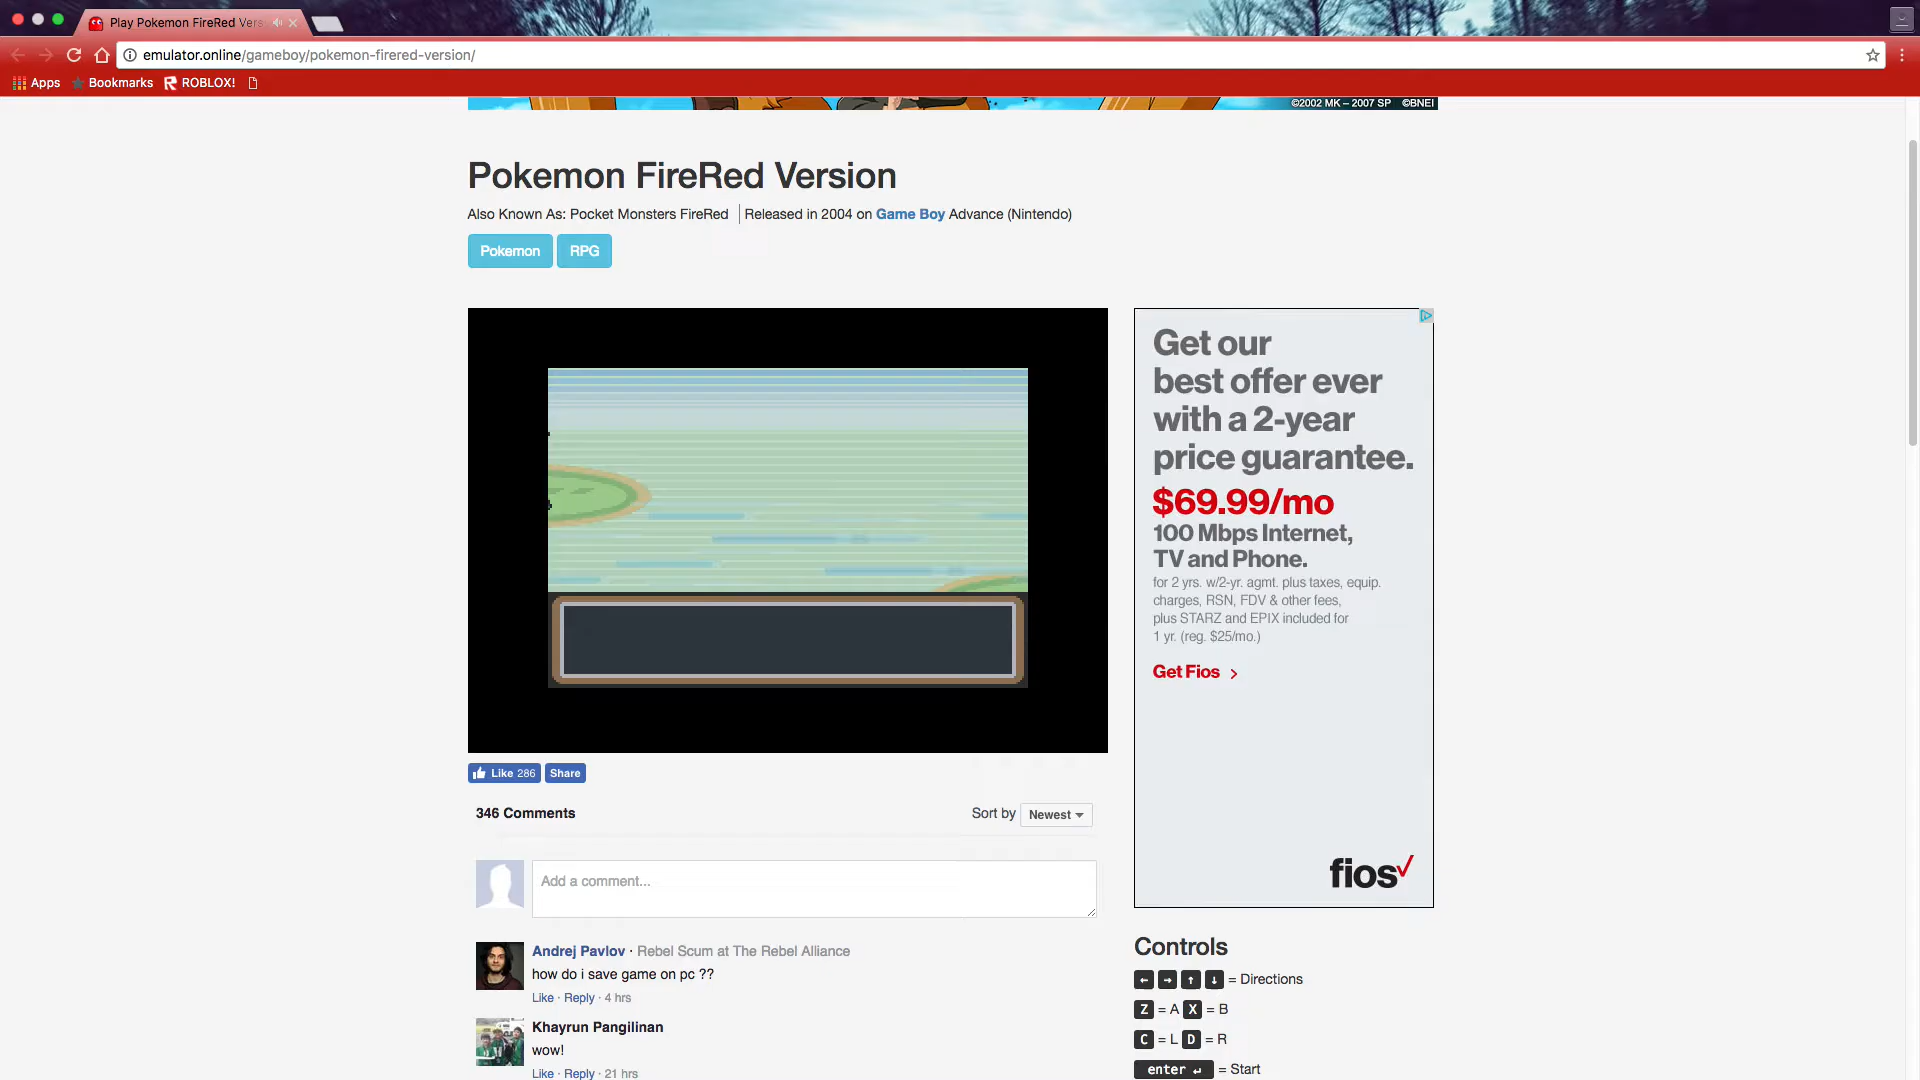 Play Pokemon FireRed Vers
emulator.online/gameboy/pokemon-firered-version/
Apps
Bookmarks
ROBLOX!
©2002 MK – 2007 SP ©BNEI
Pokemon FireRed Version
Also Known As: Pocket Monsters FireRed
Released in 2004 on Game Boy Advance (Nintendo)
Pokemon
RPG
Get our
best offer ever
with a 2-year
price guarantee.
$69.99/mo
100 Mbps Internet,
TV and Phone.
for 2 yrs. w/2-yr. agmt. plus taxes, equip.
charges, RSN, FDV & other fees,
plus STARZ and EPIX included for
1 yr. (reg. $25/mo.)
Get Fios >
fios✓
Like 286
Share
346 Comments
Sort by Newest
Add a comment...
Andrej Pavlov · Rebel Scum at The Rebel Alliance
how do i save game on pc ??
Like · Reply · 4 hrs
Khayrun Pangilinan
wow!
Like · Reply · 21 hrs
Controls
← → ↑ ↓ = Directions
Z = A X = B
C = L D = R
enter ↵ = Start